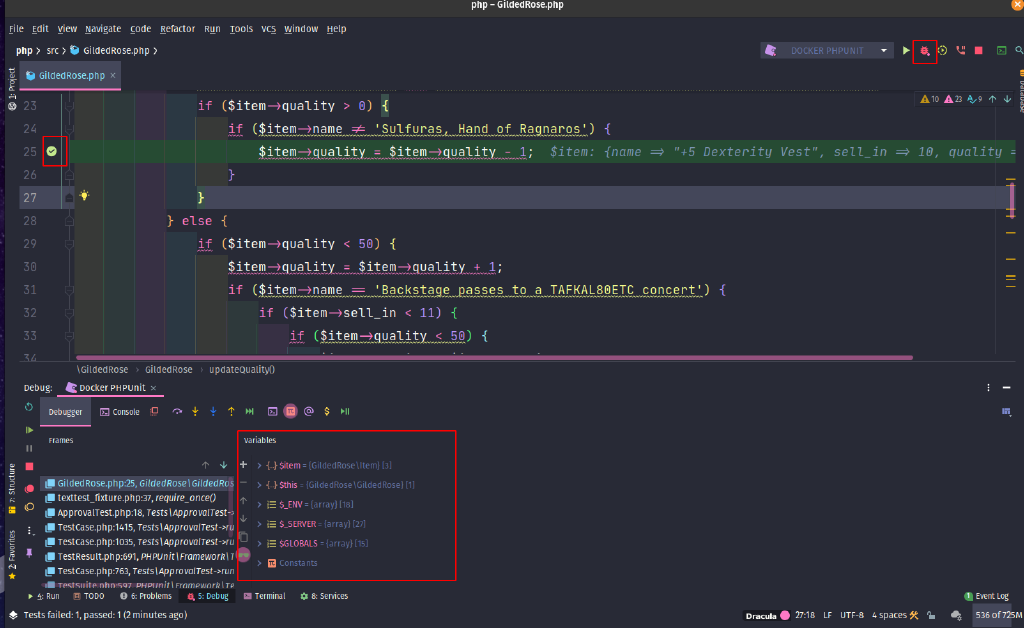 php – GildedRose.php
File Edit View Navigate Code Refactor Run Tools VCS Window Help
php > src > GildedRose.php > DOCKER PHPUNIT
1: Project
GildedRose.php ×
10 23 9
23 if ($item->quality > 0) {
24 if ($item->name ≠ 'Sulfuras, Hand of Ragnaros') {
25 $item->quality = $item->quality - 1; $item: {name => "+5 Dexterity Vest", sell_in => 10, quality =
26 }
27 }
28 } else {
29 if ($item->quality < 50) {
30 $item->quality = $item->quality + 1;
31 if ($item->name == 'Backstage passes to a TAFKAL80ETC concert') {
32 if ($item->sell_in < 11) {
33 if ($item->quality < 50) {
34
\GildedRose > GildedRose > updateQuality()
Debug: Docker PHPUnit ×
Debugger Console
Frames
Variables
GildedRose.php:25, GildedRose\GildedRos
texttest_fixture.php:37, require_once()
ApprovalTest.php:18, Tests\ApprovalTest->
TestCase.php:1415, Tests\ApprovalTest->ru
TestCase.php:1035, Tests\ApprovalTest->ru
TestResult.php:691, PHPUnit\Framework\T
TestCase.php:763, Tests\ApprovalTest->run
TestSuite.php:597, PHPUnit\Framework\Te
$item = {GildedRose\Item} [3]
$this = {GildedRose\GildedRose} [1]
$_ENV = {array} [18]
$_SERVER = {array} [27]
$GLOBALS = {array} [15]
Constants
7: Structure
2: Favorites
4: Run TODO 6: Problems 5: Debug Terminal 8: Services 1 Event Log
Tests failed: 1, passed: 1 (2 minutes ago) Dracula 27:18 LF UTF-8 4 spaces 536 of 725M